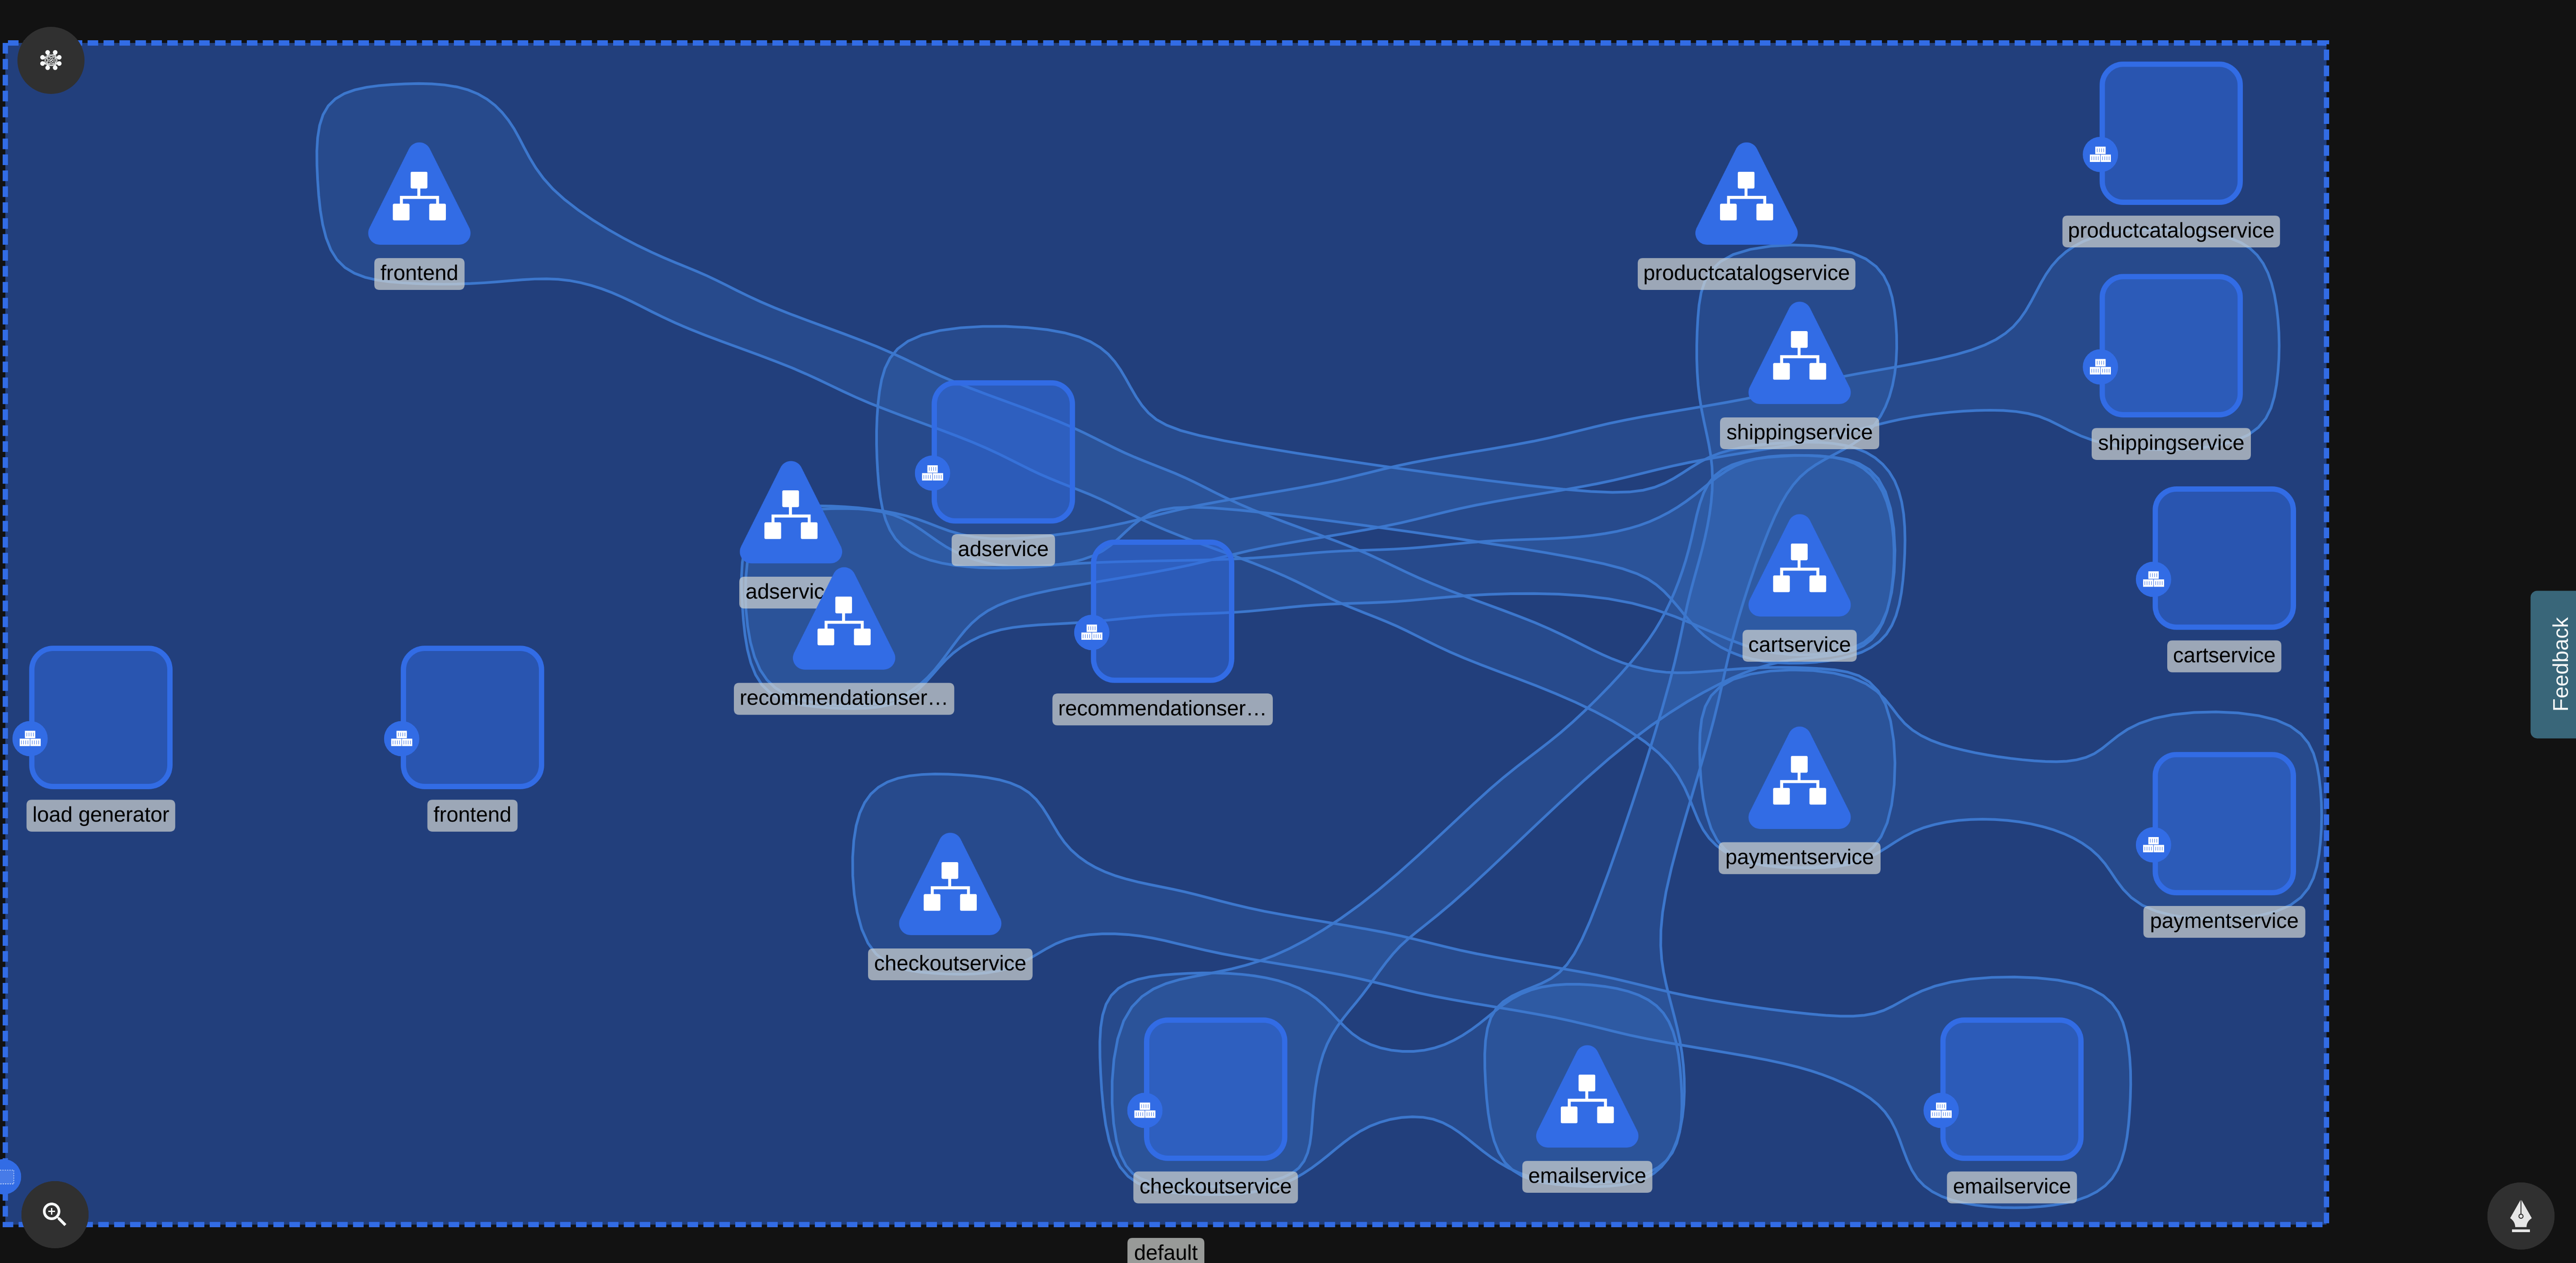 productcatalogservice
frontend
productcatalogservice
shippingservice
shippingservice
adservice
adservic
cartservice
cartservice
recommendationser…
recommendationser…
load generator
frontend
paymentservice
paymentservice
checkoutservice
checkoutservice
emailservice
emailservice
default
Feedback